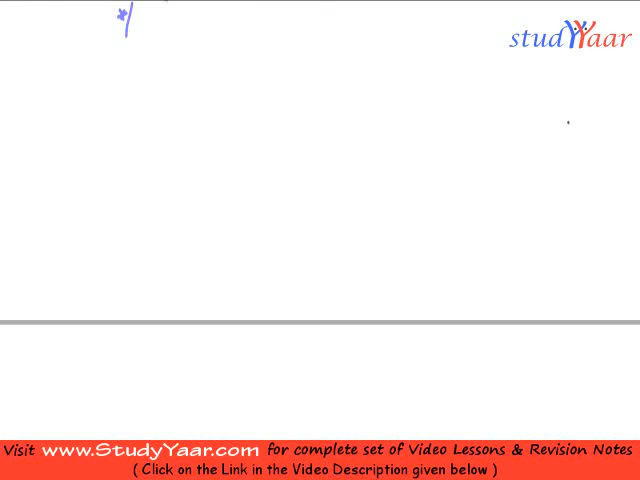 */
studYYaar
Visit www.StudyYaar.com for complete set of Video Lessons & Revision Notes
( Click on the Link in the Video Description given below )